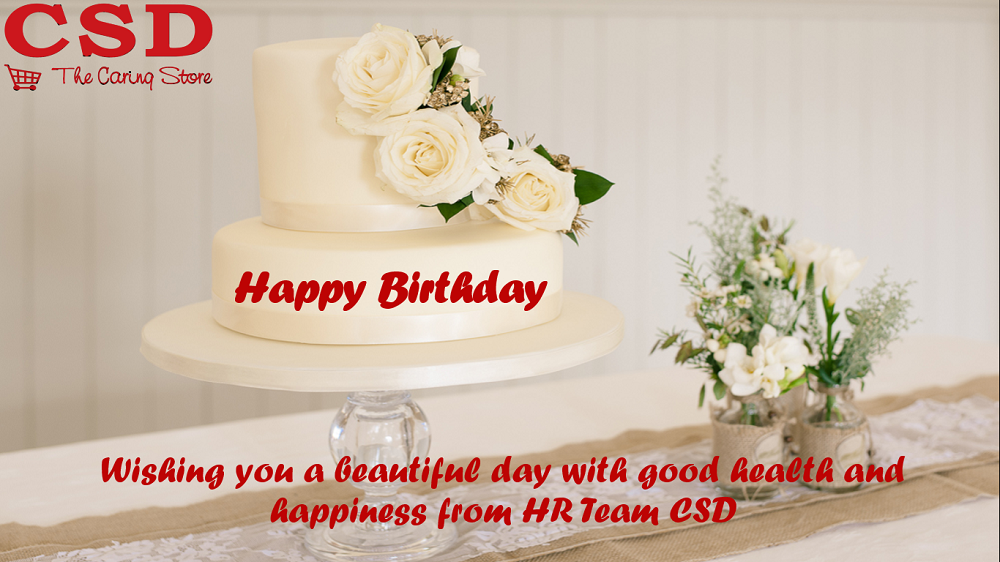 CSD
The Caring Store
Happy Birthday
Wishing you a beautiful day with good health and
happiness from HR Team CSD